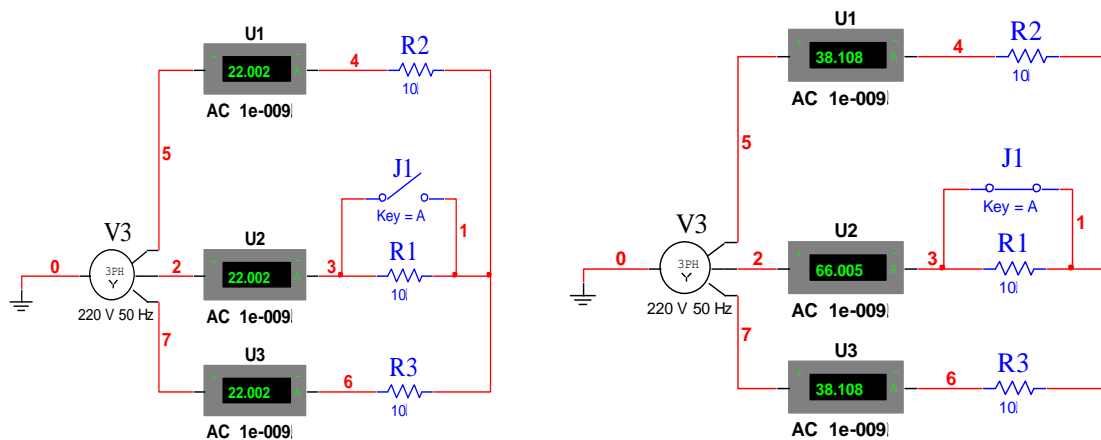 U1
+ -
22.002 A
AC 1e-009
4
R2
10
5
J1
Key = A
1
V3
3PH
Y
220 V 50 Hz
0
2
U2
+ -
22.002 A
AC 1e-009
3
R1
10
7
U3
+ -
22.002 A
AC 1e-009
6
R3
10
U1
+ -
38.108 A
AC 1e-009
4
R2
10
5
J1
Key = A
1
V3
3PH
Y
220 V 50 Hz
0
2
U2
+ -
66.005 A
AC 1e-009
3
R1
10
7
U3
+ -
38.108 A
AC 1e-009
6
R3
10